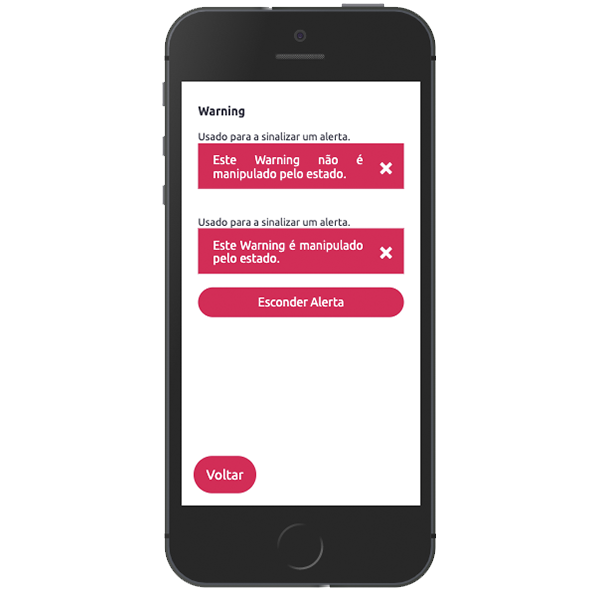 Warning
Usado para a sinalizar um alerta.
Este Warning não é
manipulado pelo estado.
Usado para a sinalizar um alerta.
Este Warning é manipulado
pelo estado.
Esconder Alerta
Voltar